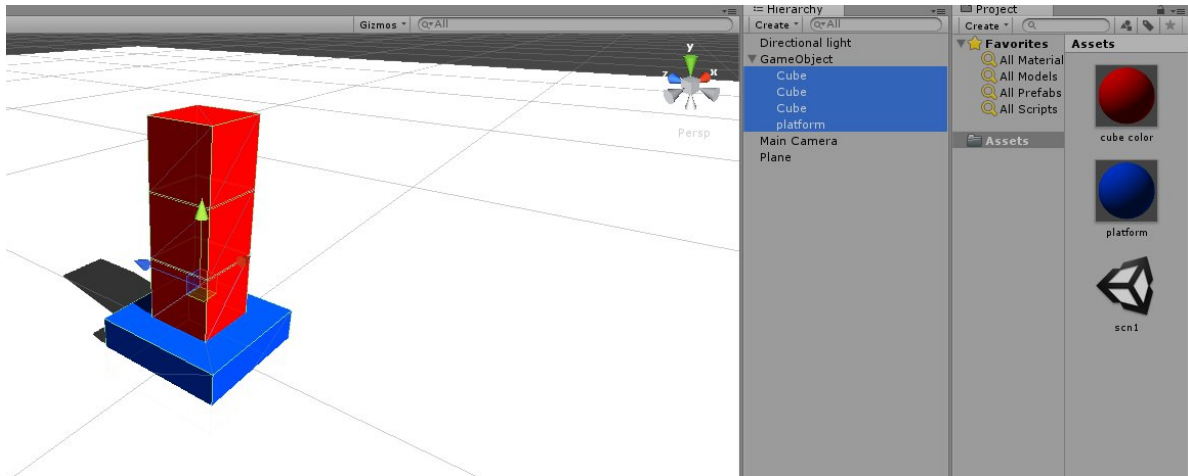 Gizmos
All
y
z
x
Persp
Hierarchy
Create
All
Directional light
GameObject
Cube
Cube
Cube
platform
Main Camera
Plane
Project
Create
Favorites
All Material
All Models
All Prefabs
All Scripts
Assets
Assets
cube color
platform
scn1